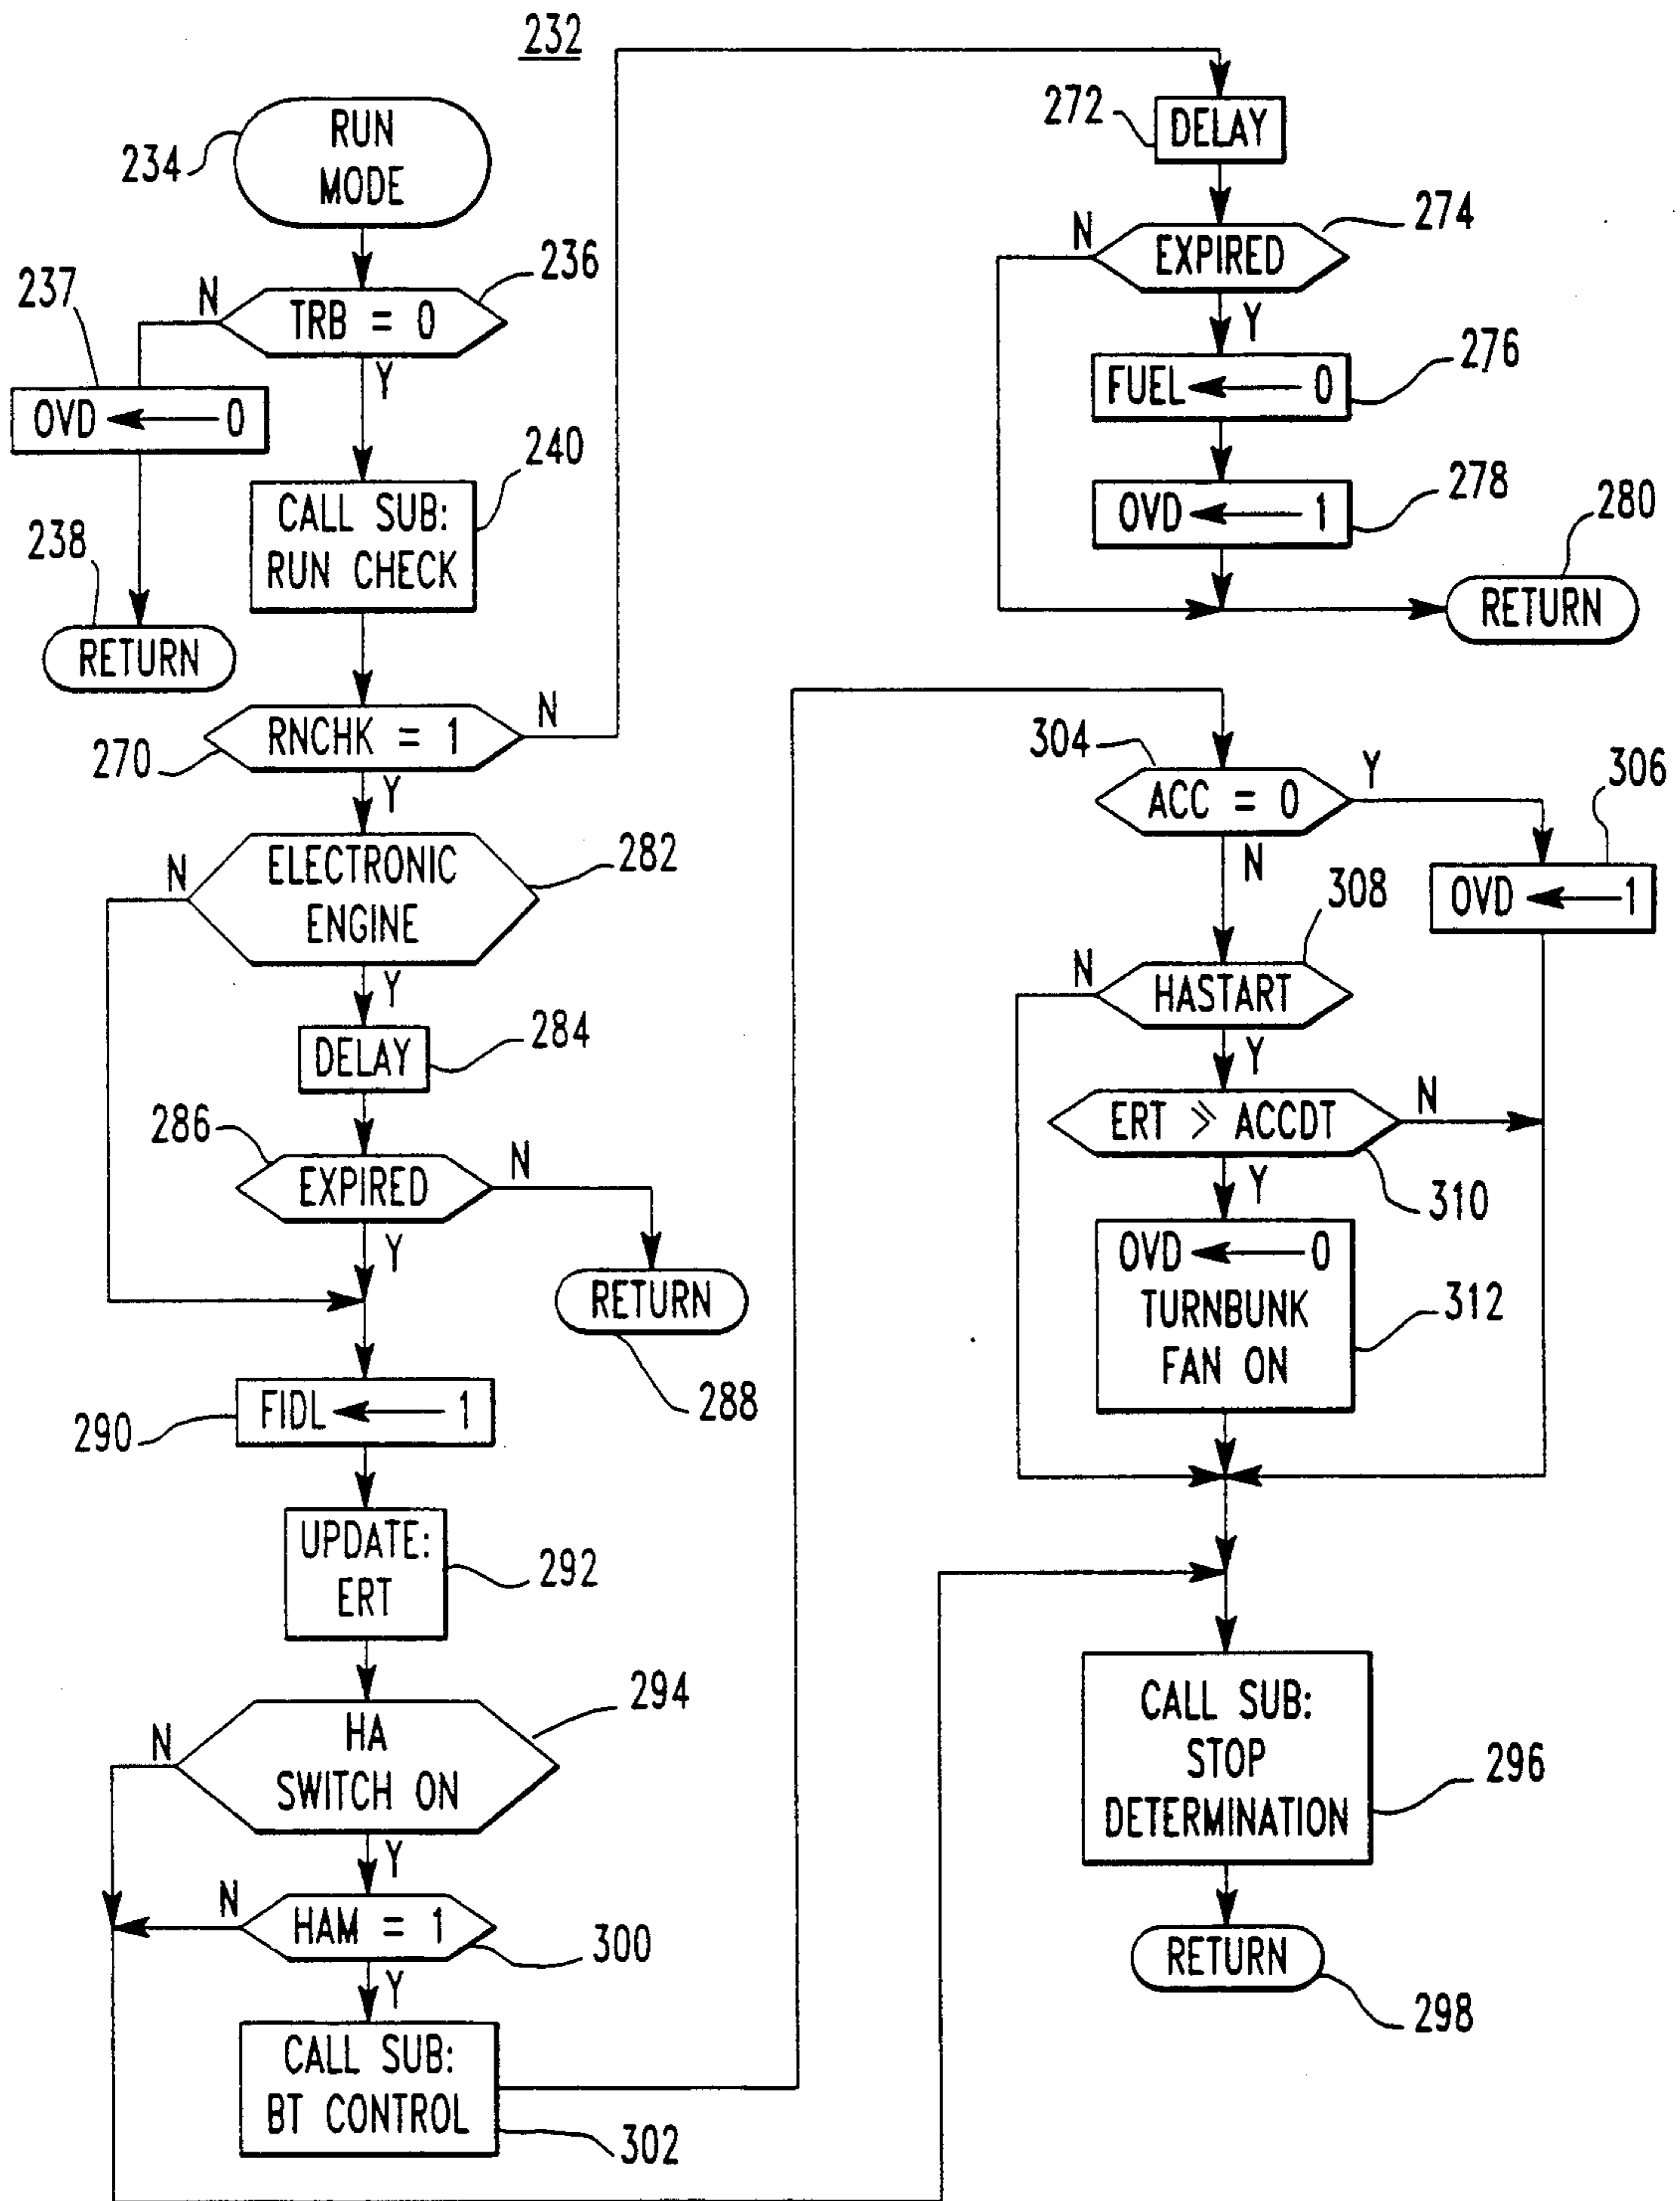 232
RUN
MODE
234
TRB = 0
236
N
Y
237
OVD ← 0
238
RETURN
240
CALL SUB:
RUN CHECK
RNCHK = 1
270
N
Y
ELECTRONIC
ENGINE
282
N
Y
DELAY
284
286
EXPIRED
N
Y
RETURN
288
FIDL ← 1
290
UPDATE:
ERT
292
HA
SWITCH ON
294
N
Y
HAM = 1
300
N
Y
CALL SUB:
BT CONTROL
302
272
DELAY
274
EXPIRED
N
Y
FUEL ← 0
276
OVD ← 1
278
280
RETURN
304
ACC = 0
Y
N
306
OVD ← 1
308
HASTART
N
Y
ERT ⩾ ACCDT
N
310
Y
OVD ← 0
TURNBUNK
FAN ON
312
CALL SUB:
STOP
DETERMINATION
296
RETURN
298